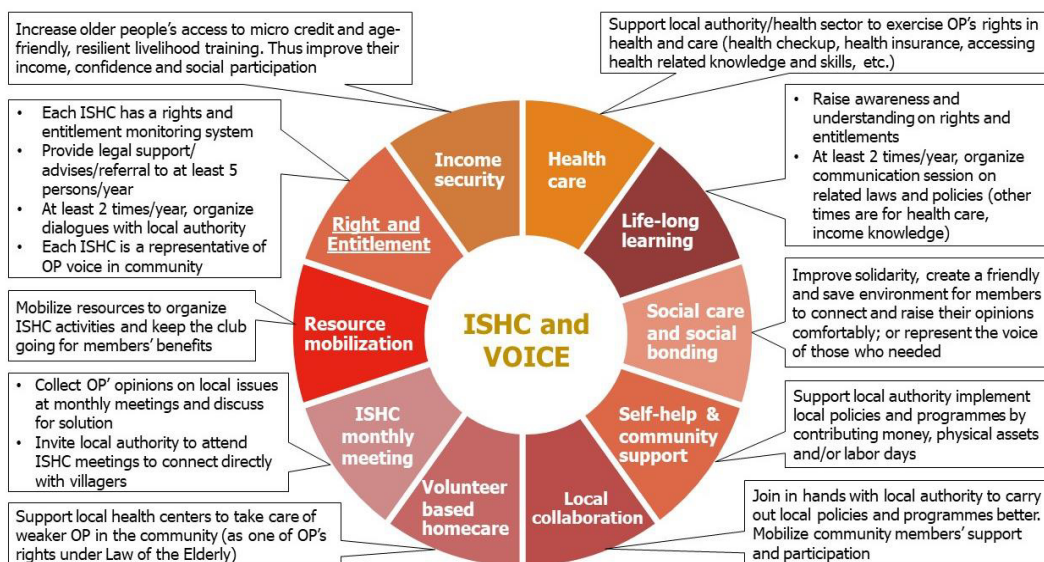 Increase older people's access to micro credit and age-
friendly, resilient livelihood training. Thus improve their
income, confidence and social participation
Support local authority/health sector to exercise OP's rights in
health and care (health checkup, health insurance, accessing
health related knowledge and skills, etc.)
• Each ISHC has a rights and
entitlement monitoring system
• Provide legal support/
advises/referral to at least 5
persons/year
• At least 2 times/year, organize
dialogues with local authority
• Each ISHC is a representative of
OP voice in community
• Raise awareness and
understanding on rights and
entitlements
• At least 2 times/year, organize
communication session on
related laws and policies (other
times are for health care,
income knowledge)
Mobilize resources to organize
ISHC activities and keep the club
going for members' benefits
Improve solidarity, create a friendly
and save environment for members
to connect and raise their opinions
comfortably; or represent the voice
of those who needed
• Collect OP' opinions on local issues
at monthly meetings and discuss
for solution
• Invite local authority to attend
ISHC meetings to connect directly
with villagers
Support local authority implement
local policies and programmes by
contributing money, physical assets
and/or labor days
Support local health centers to take care of
weaker OP in the community (as one of OP's
rights under Law of the Elderly)
Join in hands with local authority to carry
out local policies and programmes better.
Mobilize community members' support
and participation
Income
security
Health
care
Right and
Entitlement
Life-long
learning
Resource
mobilization
ISHC and
VOICE
Social care
and social
bonding
ISHC
monthly
meeting
Self-help &
community
support
Volunteer
based
homecare
Local
collaboration